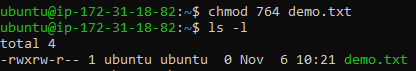 ubuntu@ip-172-31-18-82:~$ chmod 764 demo.txt
ubuntu@ip-172-31-18-82:~$ ls -l
total 4
-rwxrw-r-- 1 ubuntu ubuntu  0 Nov  6 10:21 demo.txt